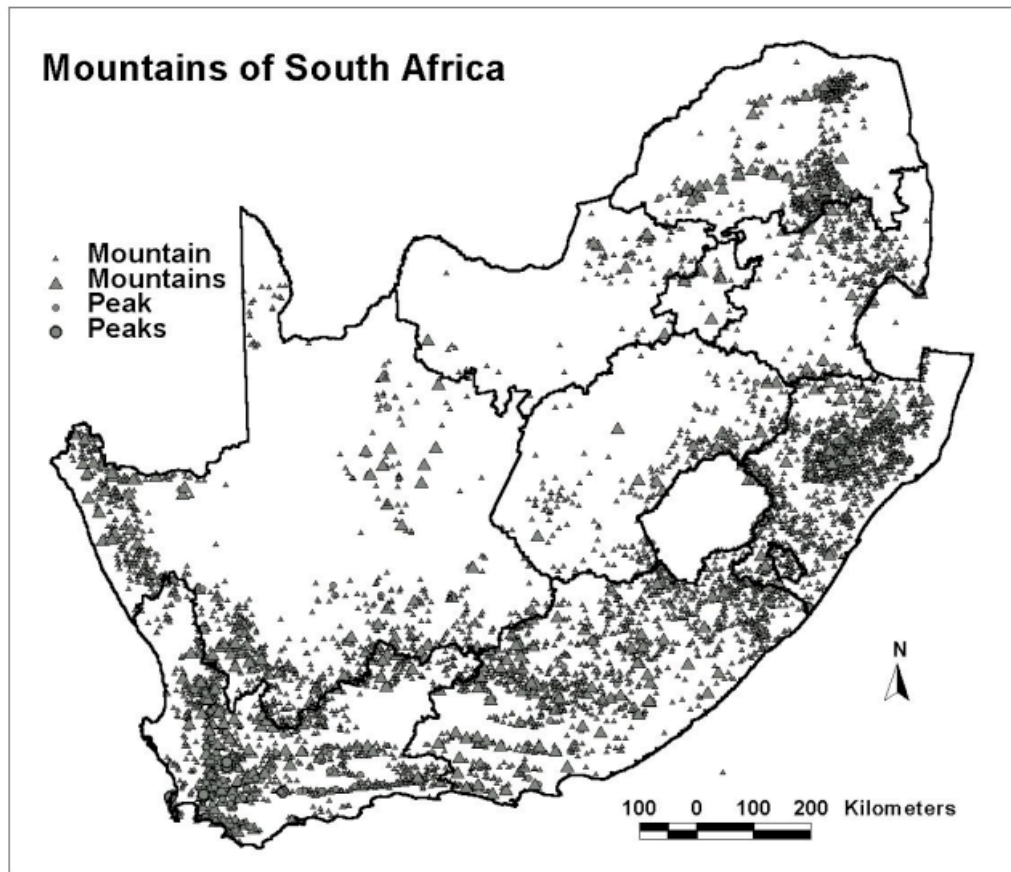 Mountains of South Africa
Mountain
Mountains
Peak
Peaks
N
100 0 100 200 Kilometers